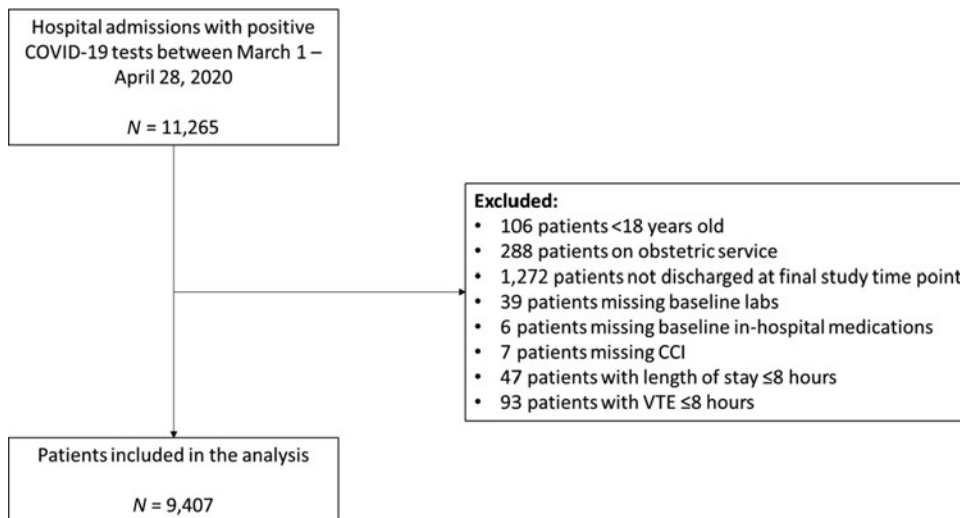 Hospital admissions with positive
COVID-19 tests between March 1 –
April 28, 2020
N = 11,265
Excluded:
• 106 patients <18 years old
• 288 patients on obstetric service
• 1,272 patients not discharged at final study time point
• 39 patients missing baseline labs
• 6 patients missing baseline in-hospital medications
• 7 patients missing CCI
• 47 patients with length of stay ≤8 hours
• 93 patients with VTE ≤8 hours
Patients included in the analysis
N = 9,407